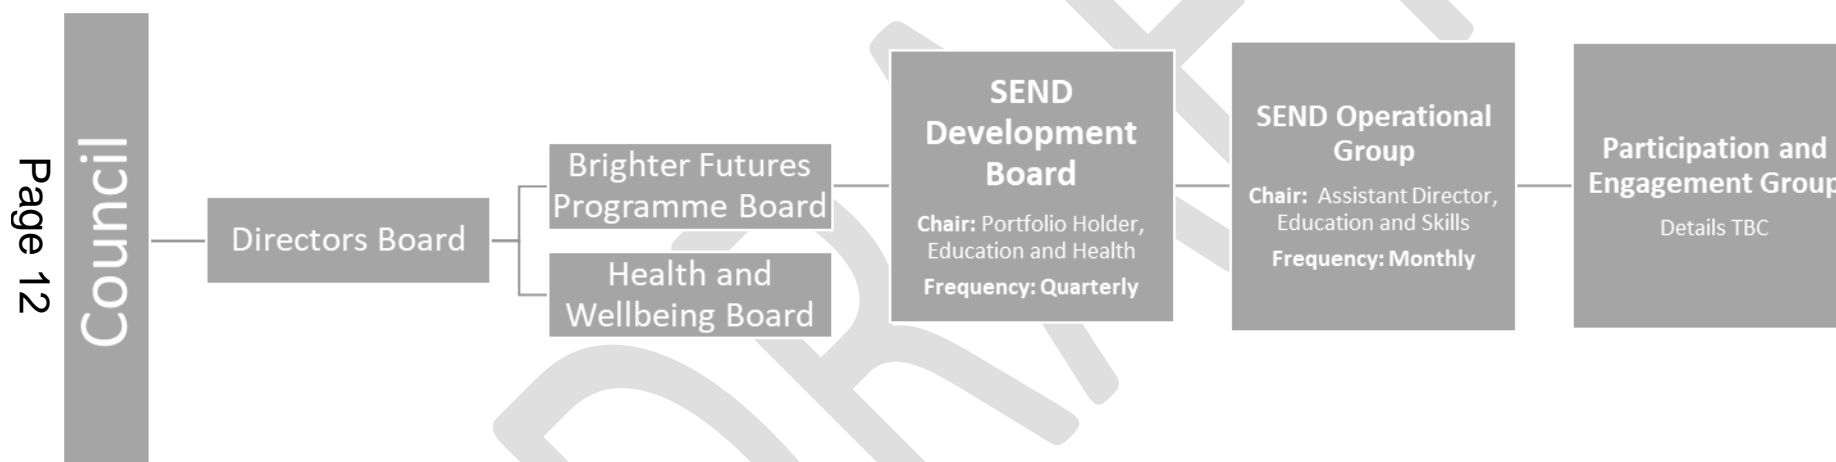 Page 12
Council
Directors Board
Brighter Futures
Programme Board
Health and
Wellbeing Board
SEND
Development
Board
Chair: Portfolio Holder,
Education and Health
Frequency: Quarterly
SEND Operational
Group
Chair: Assistant Director,
Education and Skills
Frequency: Monthly
Participation and
Engagement Group
Details TBC